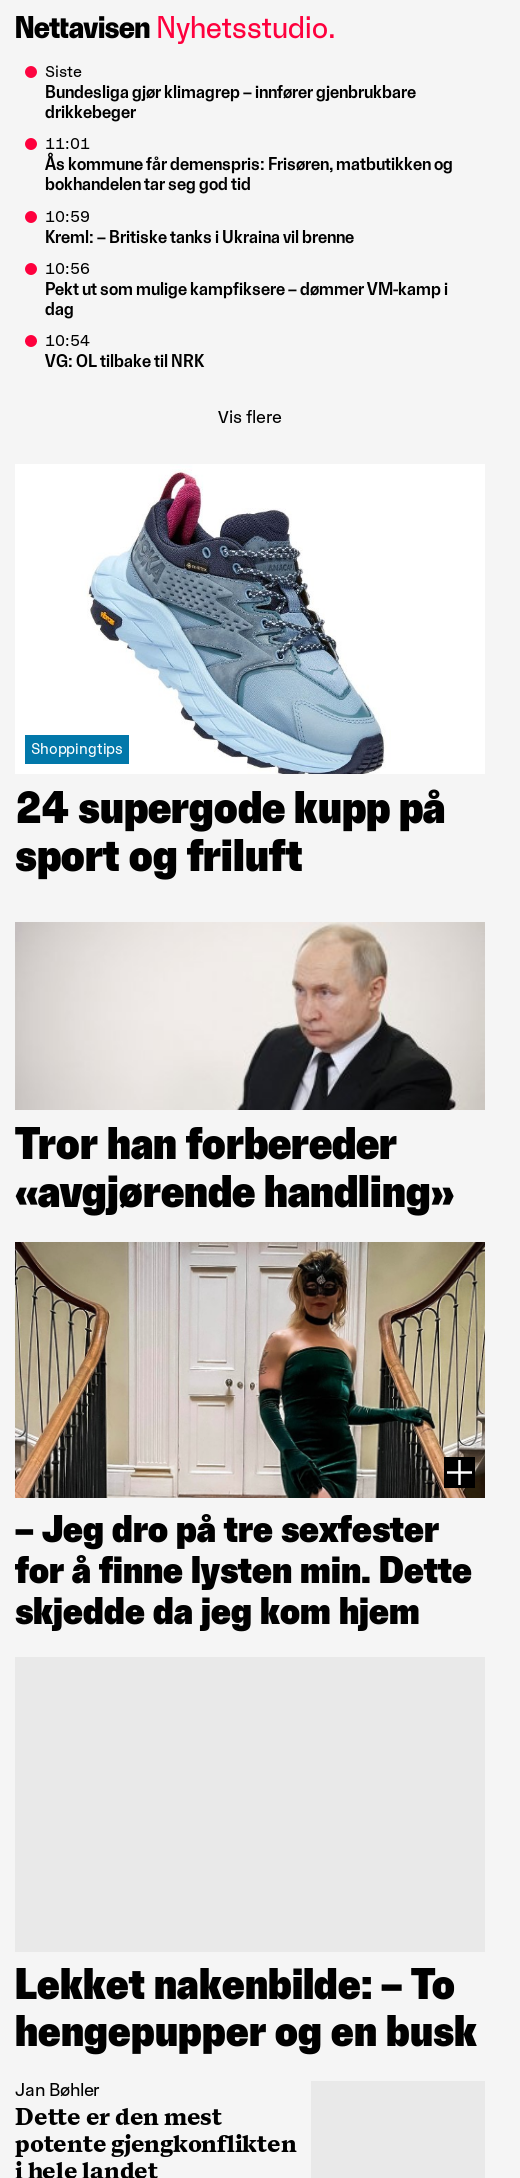 Nettavisen Nyhetsstudio.
Siste
Bundesliga gjør klimagrep – innfører gjenbrukbare
drikkebeger
11:01
Ås kommune får demenspris: Frisøren, matbutikken og
bokhandelen tar seg god tid
10:59
Kreml: – Britiske tanks i Ukraina vil brenne
10:56
Pekt ut som mulige kampfiksere – dømmer VM-kamp i
dag
10:54
VG: OL tilbake til NRK
Vis flere
HOKA
ANACAPA
Shoppingtips
24 supergode kupp på
sport og friluft
Tror han forbereder
«avgjørende handling»
– Jeg dro på tre sexfester
for å finne lysten min. Dette
skjedde da jeg kom hjem
Lekket nakenbilde: – To
hengepupper og en busk
Jan Bøhler
Dette er den mest
potente gjengkonflikten
i hele landet